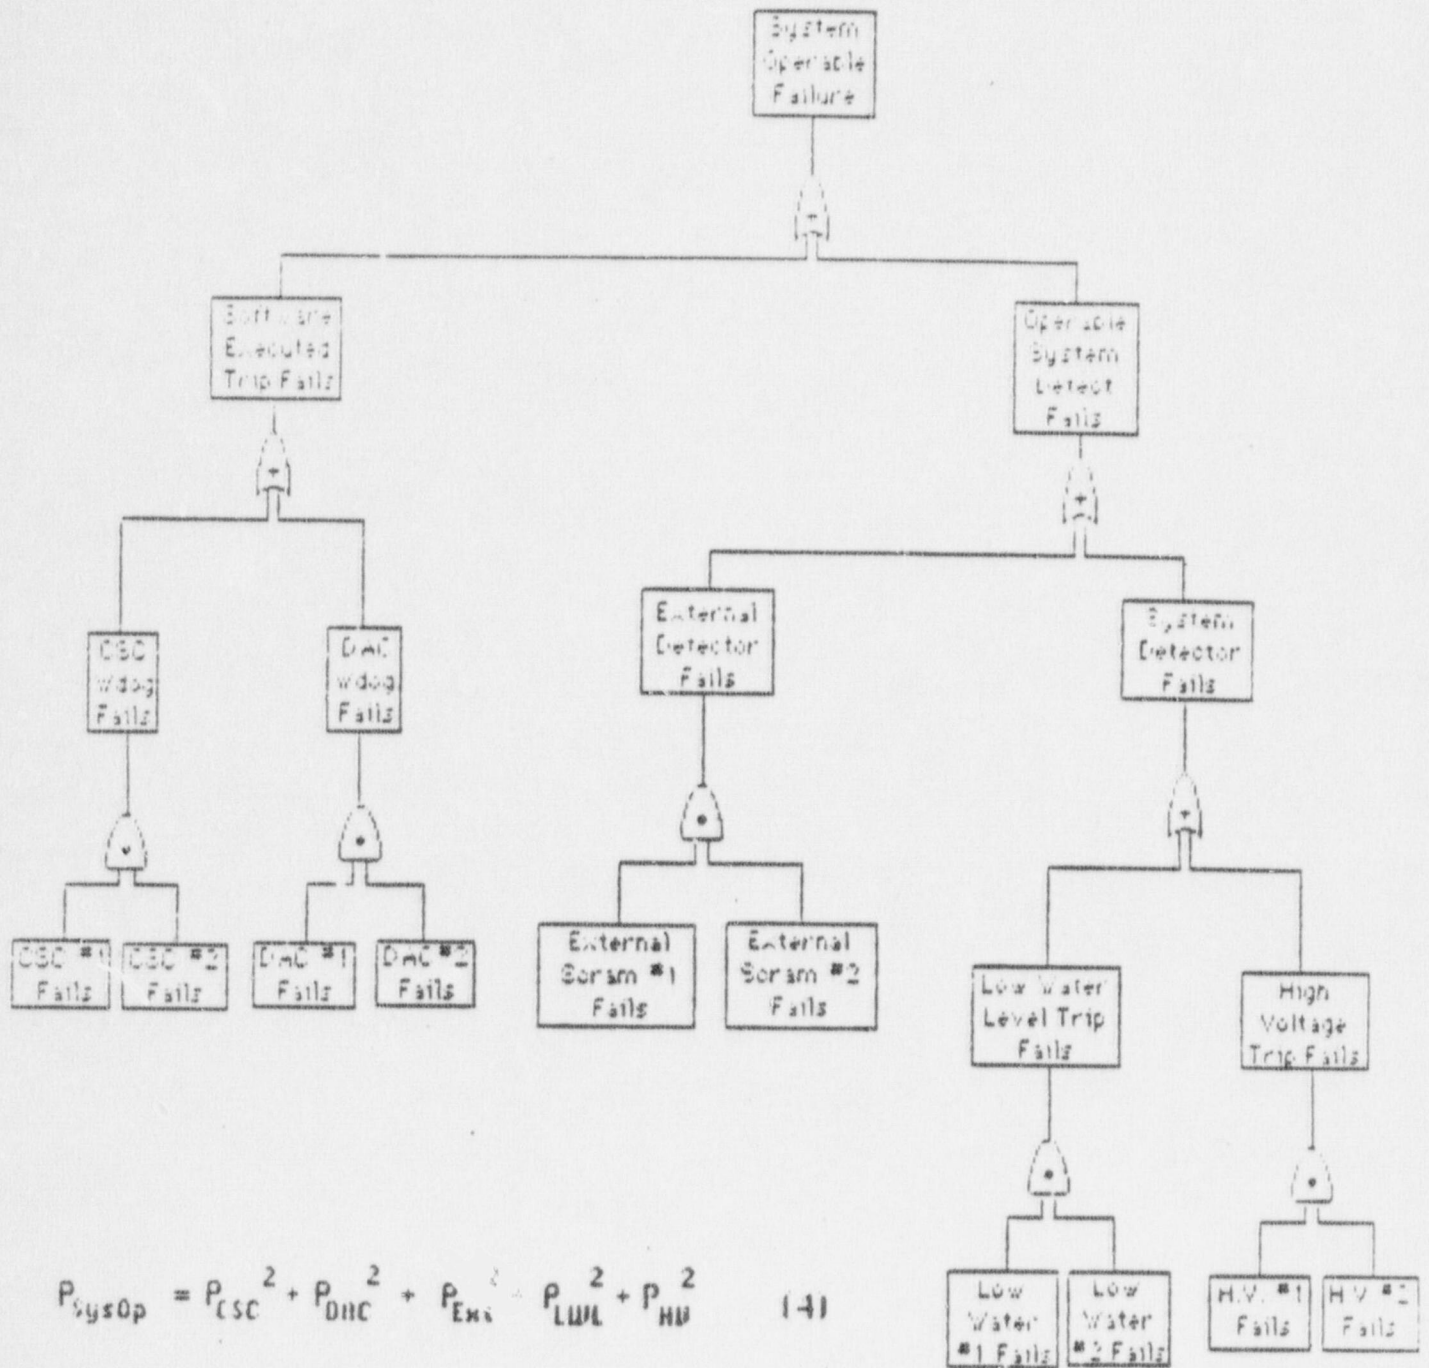 System
Operable
Failure
Software
Executed
Trip Fails
Operable
System
Detect
Fails
CSC
Wdog
Fails
DAC
Wdog
Fails
External
Detector
Fails
System
Detector
Fails
CSC #1
Fails
CSC #2
Fails
DAC #1
Fails
DAC #2
Fails
External
Scram #1
Fails
External
Scram #2
Fails
Low Water
Level Trip
Fails
High
Voltage
Trip Fails
Low
Water
#1 Fails
Low
Water
#2 Fails
H.V. #1
Fails
H.V. #2
Fails
P_SysOp = P_CSC^2 + P_DAC^2 + P_Ext^2 + P_LWL^2 + P_HV^2 (4)